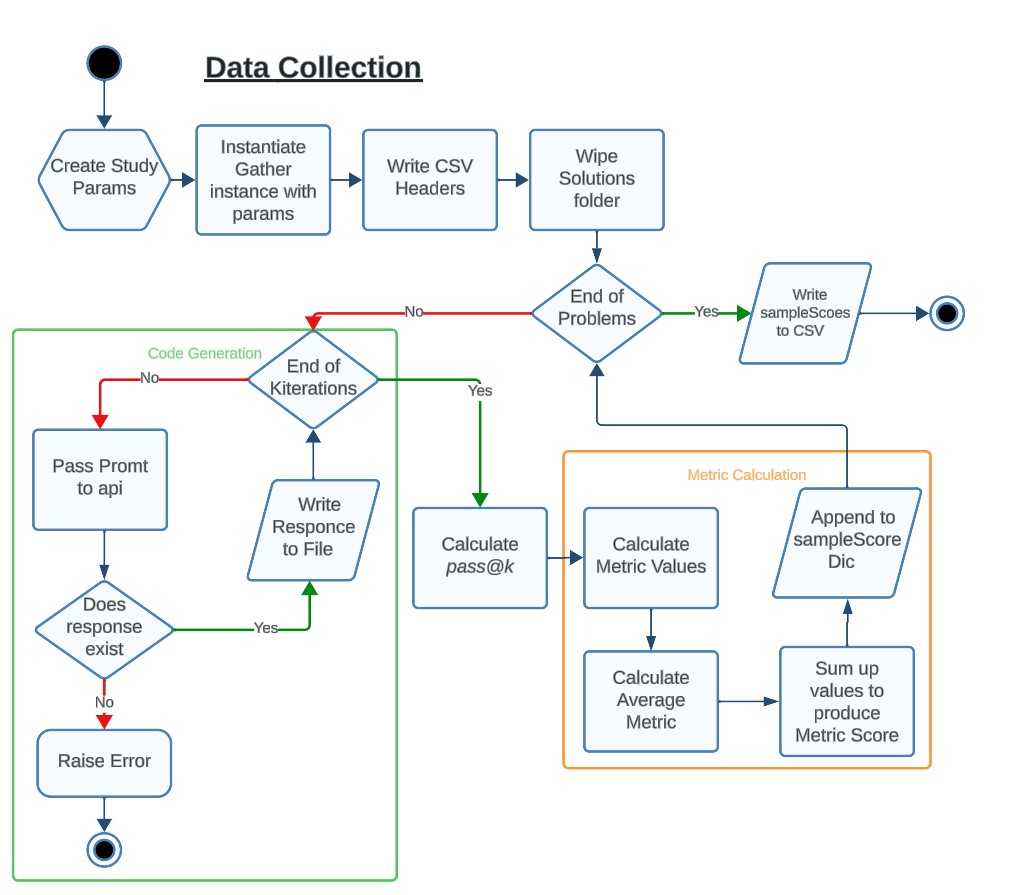 Data Collection
Create Study
Params
Instantiate
Gather
instance with
params
Write CSV
Headers
Wipe
Solutions
folder
End of
Problems
No
Yes
Write
sampleScoes
to CSV
Code Generation
End of
Kiterations
No
Yes
Pass Promt
to api
Write
Responce
to File
Does
response
exist
Yes
No
Raise Error
Calculate
pass@k
Metric Calculation
Calculate
Metric Values
Append to
sampleScore
Dic
Calculate
Average
Metric
Sum up
values to
produce
Metric Score